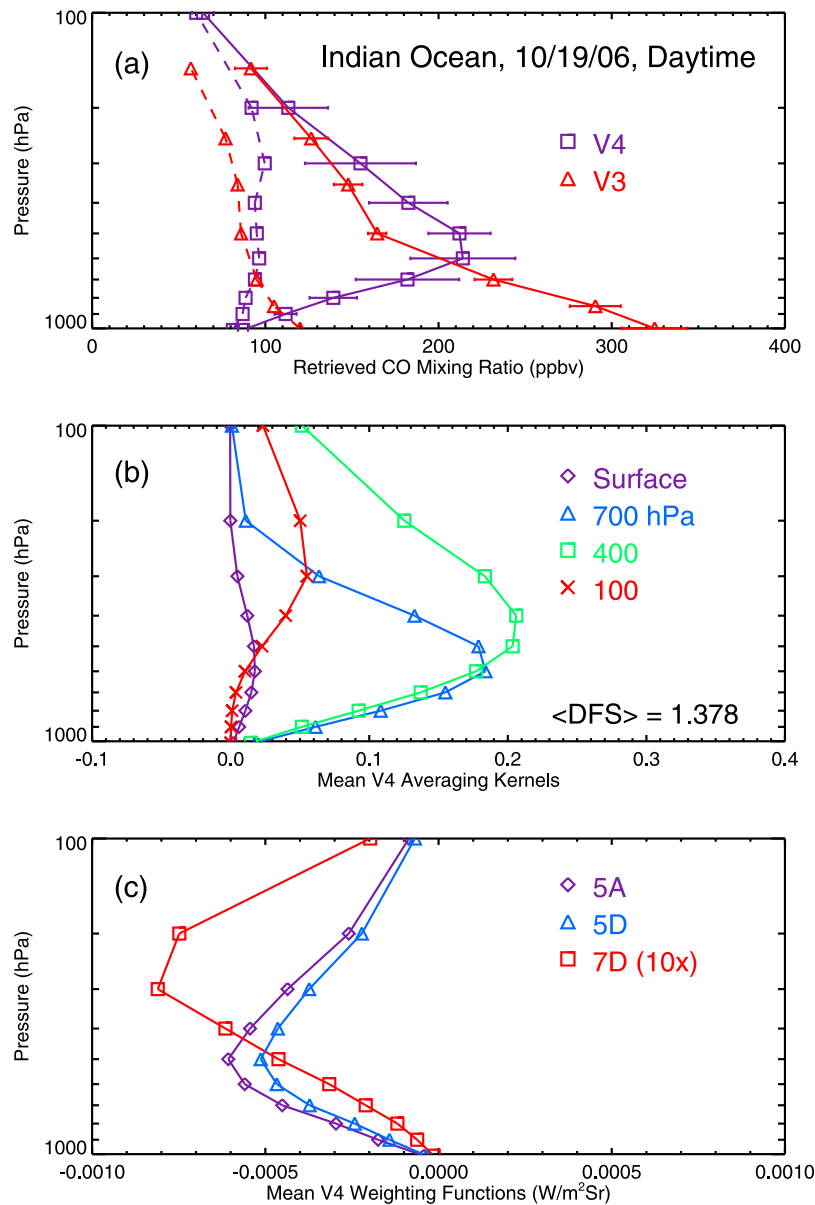 100
(a)
Indian Ocean, 10/19/06, Daytime
Pressure (hPa)
V4
V3
1000
0 100 200 300 400
Retrieved CO Mixing Ratio (ppbv)
100
(b)
Surface
700 hPa
400
100
Pressure (hPa)
<DFS> = 1.378
1000
-0.1 0.0 0.1 0.2 0.3 0.4
Mean V4 Averaging Kernels
100
(c)
5A
5D
7D (10x)
Pressure (hPa)
1000
-0.0010 -0.0005 0.0000 0.0005 0.0010
Mean V4 Weighting Functions (W/m²Sr)